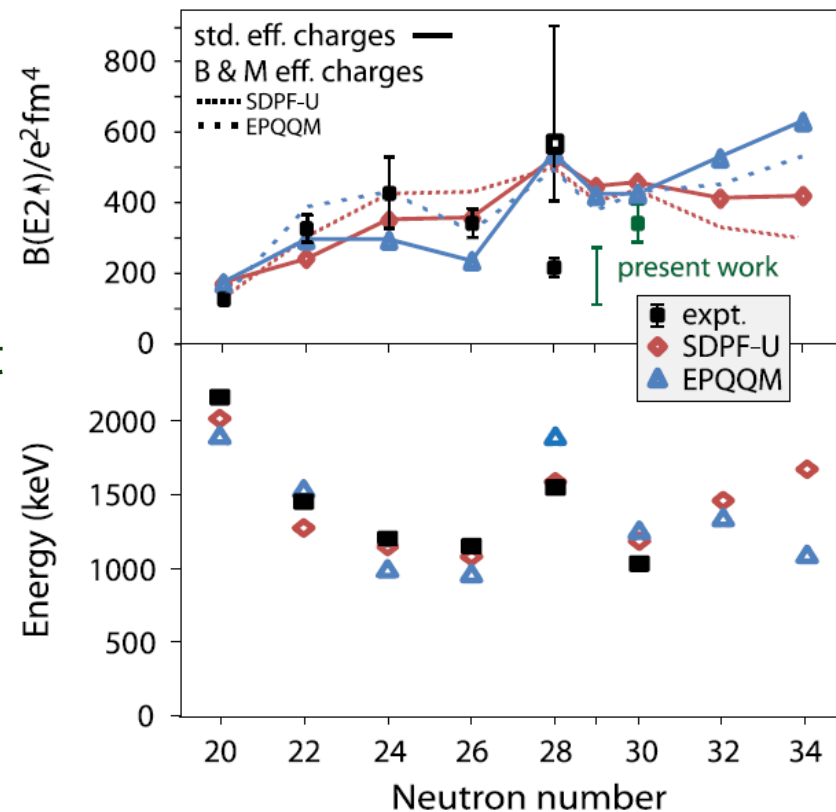 B(E2↑)/e²fm⁴
800
600
400
200
0
std. eff. charges
B & M eff. charges
SDPF-U
EPQQM
present work
expt.
SDPF-U
EPQQM
Energy (keV)
2000
1500
1000
500
0
20 22 24 26 28 30 32 34
Neutron number